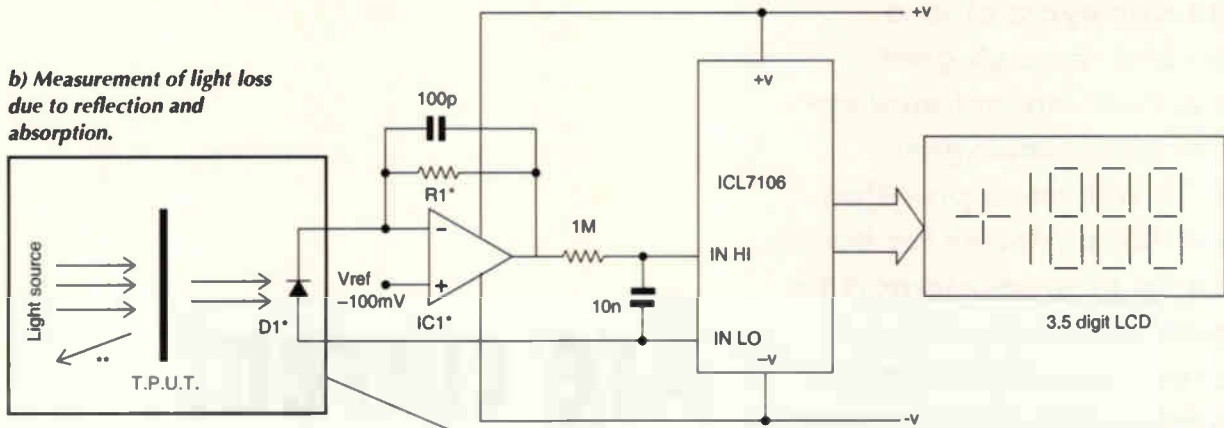 b) Measurement of light loss
due to reflection and
absorption.
Light source
**
T.P.U.T.
D1*
100p
R1*
−
+
Vref
−100mV
IC1*
1M
10n
+v
+v
ICL7106
IN HI
IN LO
−v
-v
+1888
3.5 digit LCD